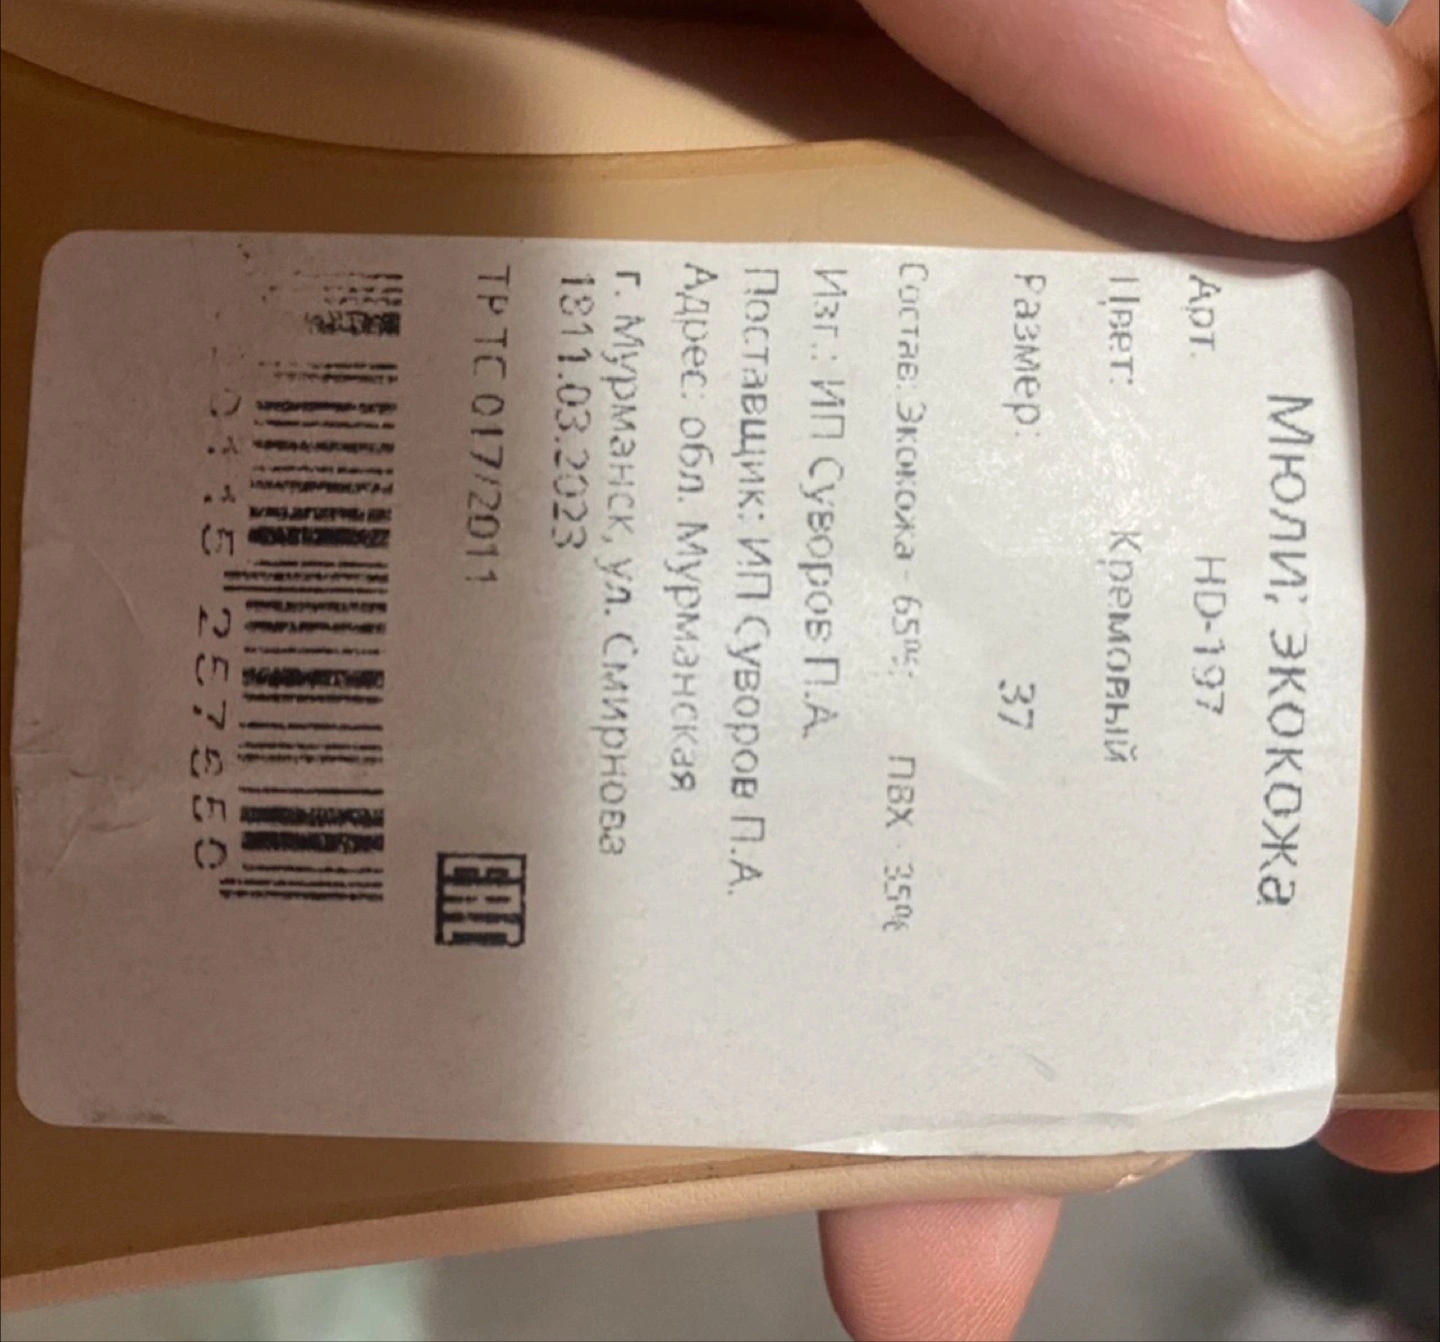 Мюли; экокожа
Арт. HD-197
Цвет: Кремовый
Размер: 37
Состав: Экокожа - 65%; ПВХ - 35%
Изг.: ИП Суворов П.А
Поставщик: ИП Суворов П.А.
Адрес: обл. Мурманская
г. Мурманск, ул. Смирнова
1811.03.2023
ТР ТС 017/2011
ЕАС